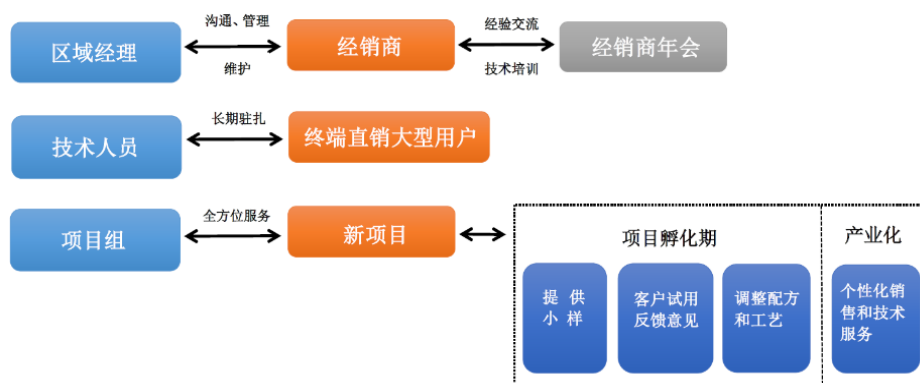 沟通、管理
经验交流
区域经理
经销商
经销商年会
维护
技术培训
长期驻扎
技术人员
终端直销大型用户
全方位服务
项目组
新项目
项目孵化期
产业化
提 供
小 样
客户试用
反馈意见
调整配方
和工艺
个性化销
售和技术
服务